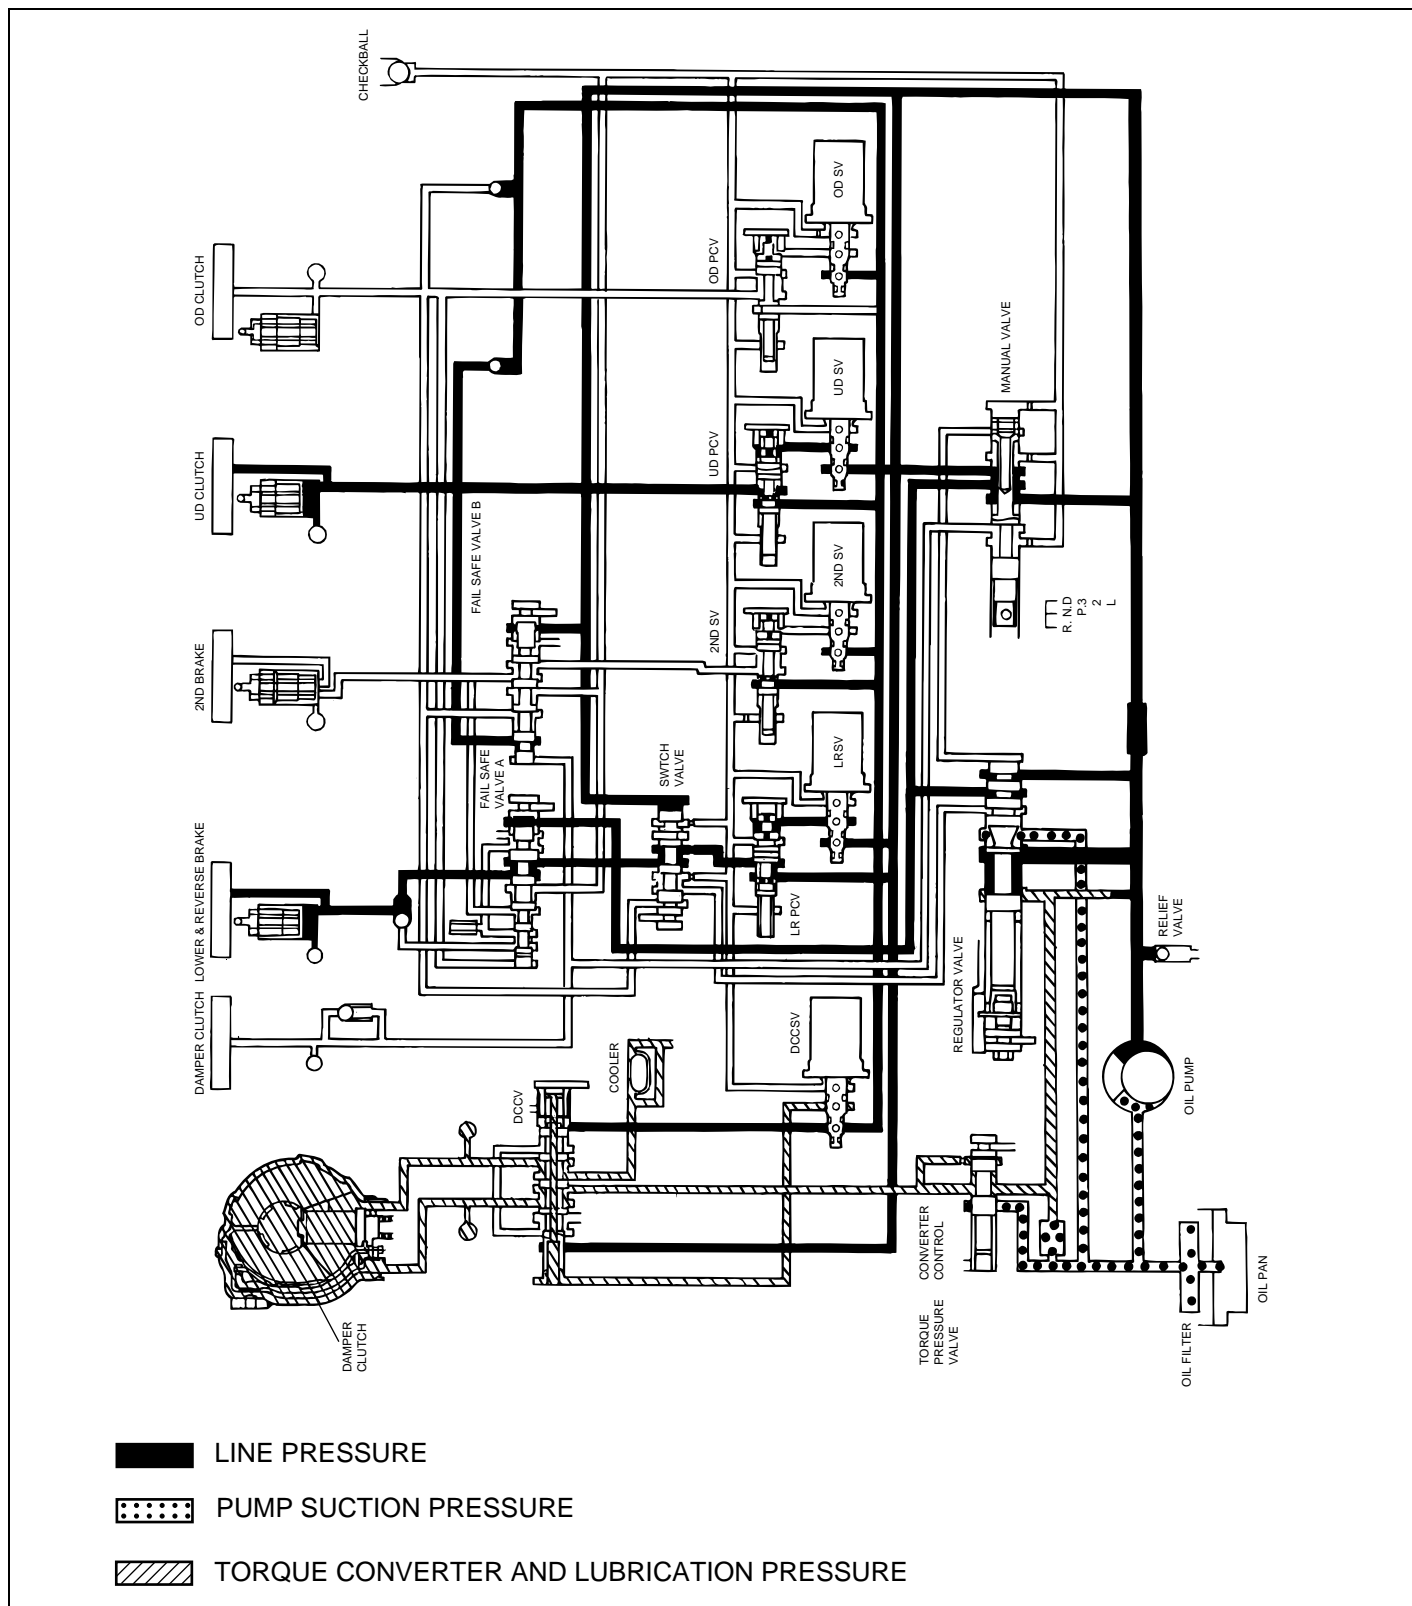 CHECKBALL
OD CLUTCH
UD CLUTCH
2ND BRAKE
LOWER & REVERSE BRAKE
DAMPER CLUTCH
DAMPER
CLUTCH
FAIL SAFE VALVE B
FAIL SAFE
VALVE A
SWTCH
VALVE
DCCV
COOLER
OD PCV
UD PCV
2ND SV
LR PCV
OD SV
UD SV
2ND SV
LRSV
DCCSV
MANUAL VALVE
R. N.D
P.3
2
L
REGULATOR VALVE
RELIEF
VALVE
OIL PUMP
TORQUE CONVERTER
PRESSURE CONTROL
VALVE
OIL FILTER
OIL PAN
LINE PRESSURE
PUMP SUCTION PRESSURE
TORQUE CONVERTER AND LUBRICATION PRESSURE